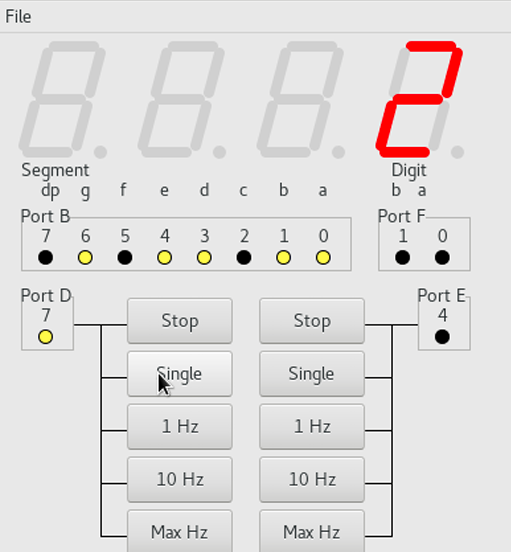 File
2
Segment Digit
dp g f e d c b a b a
Port B Port F
7 6 5 4 3 2 1 0 1 0
Port D Port E
7 4
Stop Stop
Single Single
1 Hz 1 Hz
10 Hz 10 Hz
Max Hz Max Hz